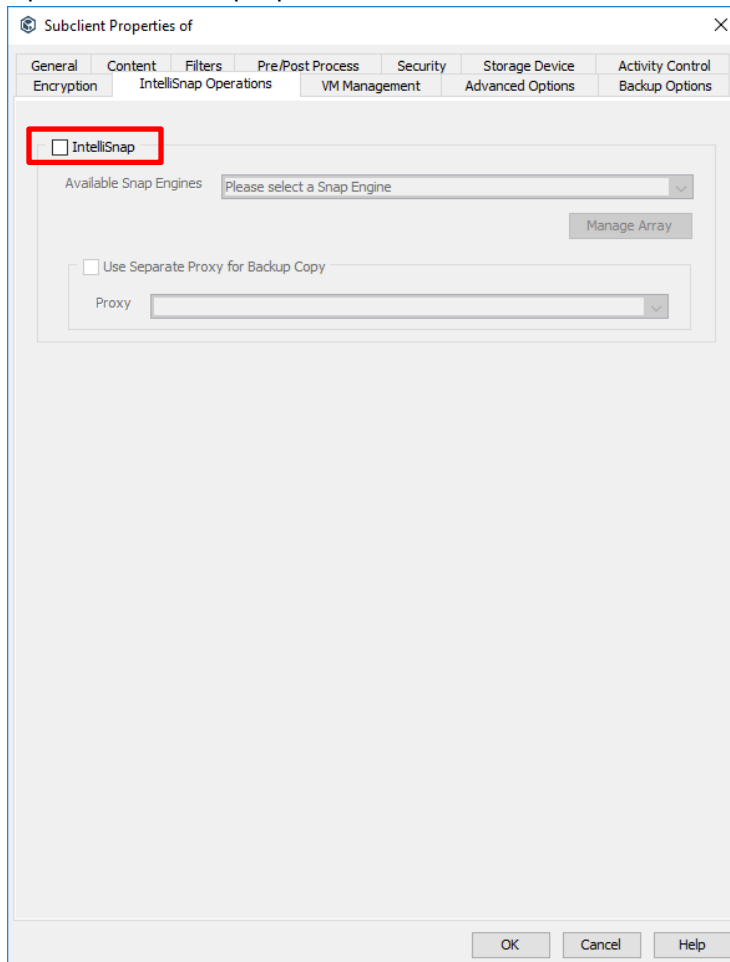 Subclient Properties of
General Content Filters Pre/Post Process Security Storage Device Activity Control
Encryption IntelliSnap Operations VM Management Advanced Options Backup Options
IntelliSnap
Available Snap Engines Please select a Snap Engine
Manage Array
Use Separate Proxy for Backup Copy
Proxy
OK Cancel Help